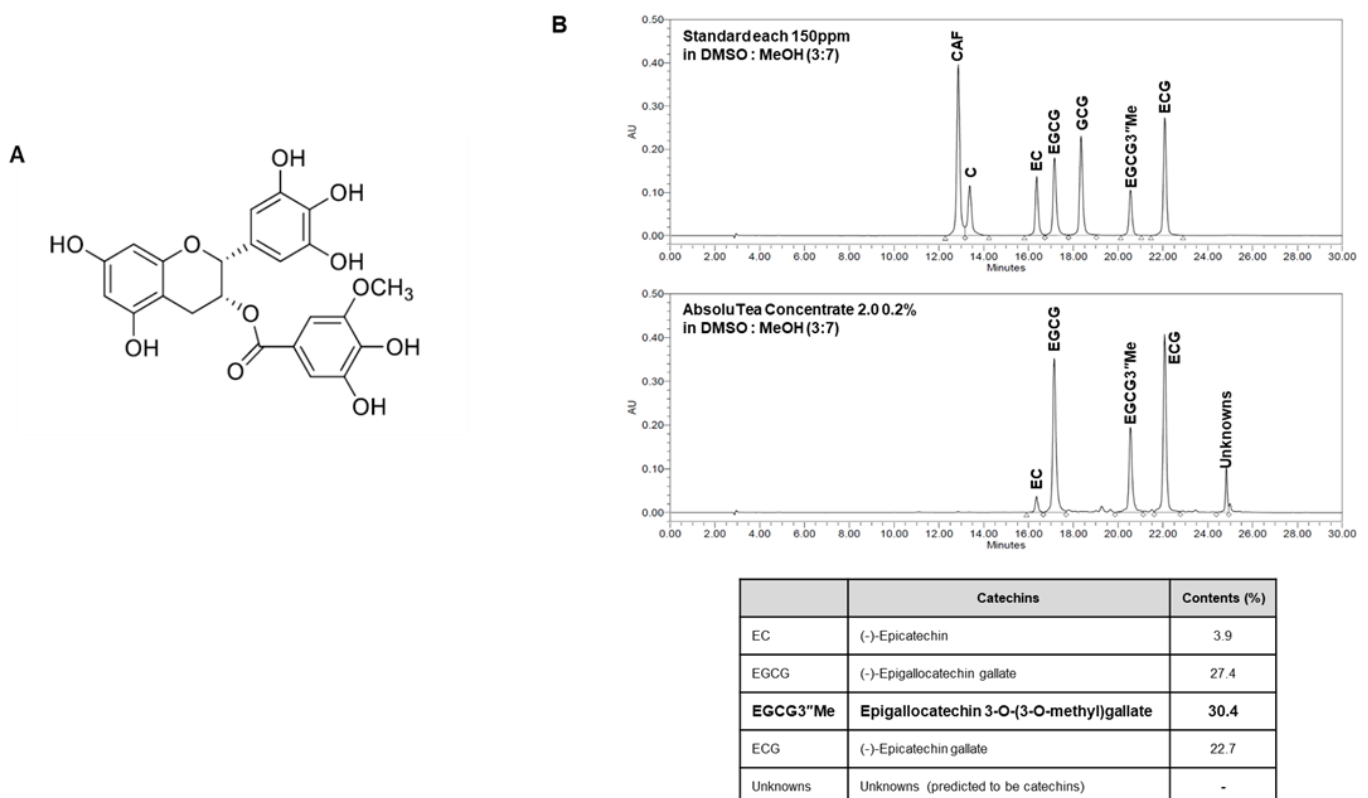 A
OH
OH
HO
O
OH
OCH3
O
OH
O
OH
OH
B
Standard each 150ppm
in DMSO : MeOH (3:7)
CAF
C
EC
EGCG
GCG
EGCG3"Me
ECG
AU
0.50
0.40
0.30
0.20
0.10
0.00
0.00 2.00 4.00 6.00 8.00 10.00 12.00 14.00 16.00 18.00 20.00 22.00 24.00 26.00 28.00 30.00
Minutes
AbsoluTea Concentrate 2.0 0.2%
in DMSO : MeOH (3:7)
EC
EGCG
EGCG3"Me
ECG
Unknowns
AU
0.50
0.40
0.30
0.20
0.10
0.00
0.00 2.00 4.00 6.00 8.00 10.00 12.00 14.00 16.00 18.00 20.00 22.00 24.00 26.00 28.00 30.00
Minutes
Catechins Contents (%)
EC (-)-Epicatechin 3.9
EGCG (-)-Epigallocatechin gallate 27.4
EGCG3"Me Epigallocatechin 3-O-(3-O-methyl)gallate 30.4
ECG (-)-Epicatechin gallate 22.7
Unknowns Unknowns (predicted to be catechins) -